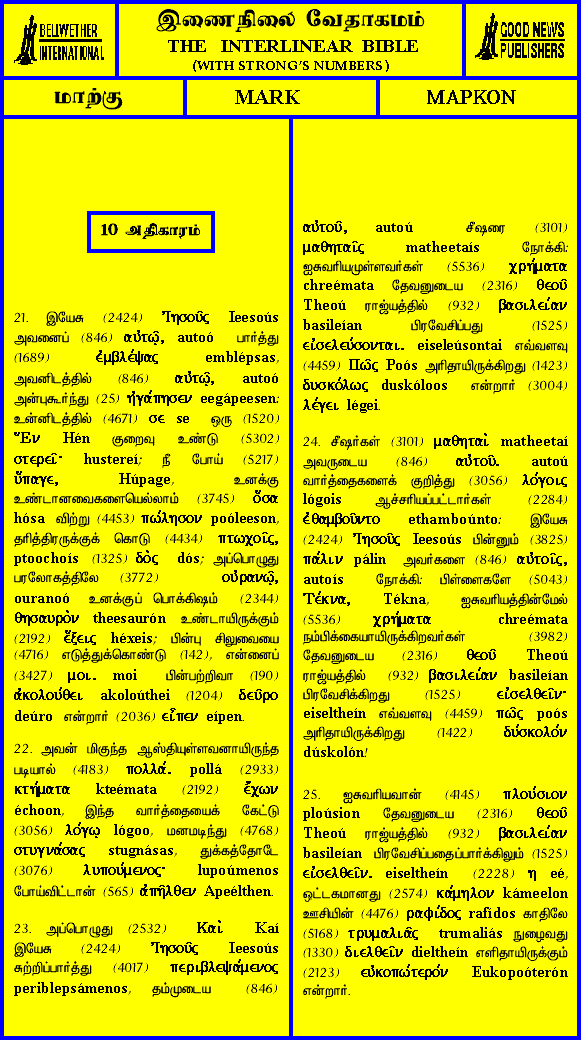 BELLWETHER
INTERNATIONAL
இணைநிலை வேதாகமம்
THE INTERLINEAR BIBLE
(WITH STRONG'S NUMBERS)
GOOD NEWS
PUBLISHERS
மாற்கு
MARK
ΜΑΡΚΟΝ
10 அதிகாரம்
21. இயேசு (2424) Ἰησοῦς Ieesoús
அவனைப் (846) αὐτῷ, autoó பார்த்து
(1689) ἐμβλέψας emblépsas,
அவனிடத்தில் (846) αὐτῷ, autoó
அன்புகூர்ந்து (25) ἠγάπησεν eegápeesen:
உன்னிடத்தில் (4671) σε se ஒரு (1520)
Ἕν Hén குறைவு உண்டு (5302)
στερεῖ· hustereí; நீ போய் (5217)
ὕπαγε, Húpage, உனக்கு
உண்டானவைகளையெல்லாம் (3745) ὅσα
hósa விற்று (4453) πώλησον poóleeson,
தரித்திரருக்குக் கொடு (4434) πτωχοῖς,
ptoochoís (1325) δὸς dós; அப்பொழுது
பரலோகத்திலே (3772) οὐρανῷ,
ouranoó உனக்குப் பொக்கிஷம் (2344)
θησαυρὸν theesaurón உண்டாயிருக்கும்
(2192) ἕξεις héxeis; பின்பு சிலுவையை
(4716) எடுத்துக்கொண்டு (142), என்னைப்
(3427) μοι. moi பின்பற்றிவா (190)
ἀκολούθει akoloúthei (1204) δεῦρο
deúro என்றார் (2036) εἶπεν eípen.
22. அவன் மிகுந்த ஆஸ்தியுள்ளவனாயிருந்த
படியால் (4183) πολλά. pollá (2933)
κτήματα kteémata (2192) ἔχων
échoon, இந்த வார்த்தையைக் கேட்டு
(3056) λόγῳ lógoo, மனமடிந்து (4768)
στυγνάσας stugnásas, துக்கத்தோடே
(3076) λυπούμενος· lupoúmenos
போய்விட்டான் (565) ἀπῆλθεν Apeélthen.
23. அப்பொழுது (2532) Καὶ Kaí
இயேசு (2424) Ἰησοῦς Ieesoús
சுற்றிப்பார்த்து (4017) περιβλεψάμενος
periblepsámenos, தம்முடைய (846)
αὐτοῦ, autoú சீஷரை (3101)
μαθηταῖς matheetaís நோக்கி:
ஐசுவரியமுள்ளவர்கள் (5536) χρήματα
chreémata தேவனுடைய (2316) θεοῦ
Theoú ராஜ்யத்தில் (932) βασιλείαν
basileían பிரவேசிப்பது (1525)
εἰσελεύσονται. eiseleúsontai எவ்வளவு
(4459) Πῶς Poós அரிதாயிருக்கிறது (1423)
δυσκόλως duskóloos என்றார் (3004)
λέγει légei.
24. சீஷர்கள் (3101) μαθηταὶ matheetaí
அவருடைய (846) αὐτοῦ. autoú
வார்த்தைகளைக் குறித்து (3056) λόγοις
lógois ஆச்சரியப்பட்டார்கள் (2284)
ἐθαμβοῦντο ethamboúnto: இயேசு
(2424) Ἰησοῦς Ieesoús பின்னும் (3825)
πάλιν pálin அவர்களை (846) αὐτοῖς,
autoís நோக்கி: பிள்ளைகளே (5043)
Τέκνα, Tékna, ஐசுவரியத்தின்மேல்
(5536) χρήματα chreémata
நம்பிக்கையாயிருக்கிறவர்கள் (3982)
தேவனுடைய (2316) θεοῦ Theoú
ராஜ்யத்தில் (932) βασιλείαν basileían
பிரவேசிக்கிறது (1525) εἰσελθεῖν·
eiseltheín எவ்வளவு (4459) πῶς poós
அரிதாயிருக்கிறது (1422) δύσκολόν
dúskolón!
25. ஐசுவரியவான் (4145) πλούσιον
ploúsion தேவனுடைய (2316) θεοῦ
Theoú ராஜ்யத்தில் (932) βασιλείαν
basileían பிரவேசிப்பதைப்பார்க்கிலும் (1525)
εἰσελθεῖν. eiseltheín (2228) η eé,
ஒட்டகமானது (2574) κάμηλον kámeelon
ஊசியின் (4476) ραφίδος rafídos காதிலே
(5168) τρυμαλιᾶς trumaliás நுழைவது
(1330) διελθεῖν dieltheín எளிதாயிருக்கும்
(2123) εὐκοπώτερόν Eukopoóterón
என்றார்.